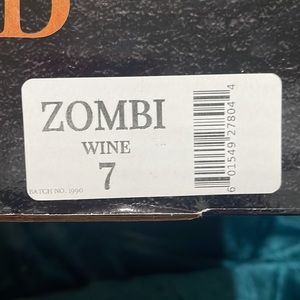 D
ZOMBI
WINE
7
BATCH NO. 1990
6 01549 27804 4